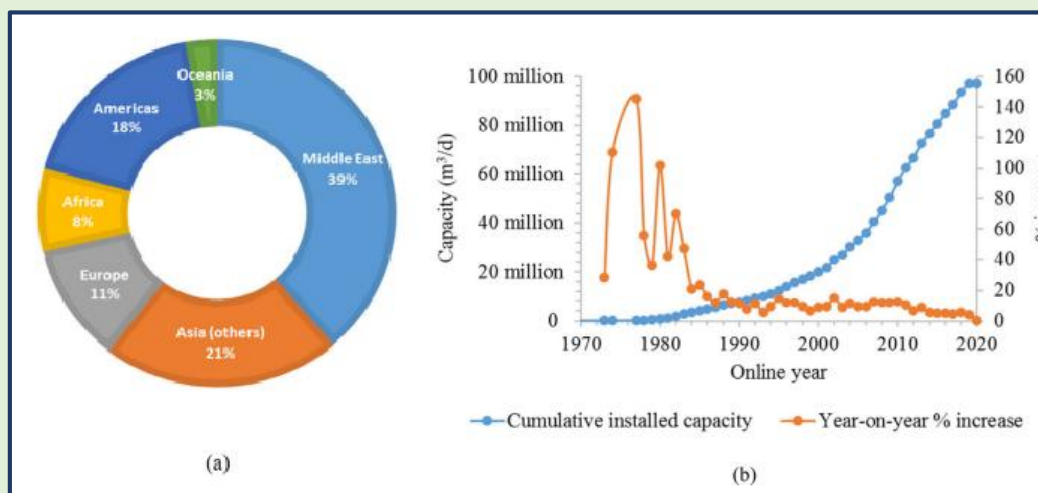 Oceania
3%
Americas
18%
Middle East
39%
Africa
8%
Europe
11%
Asia (others)
21%
(a)
100 million
80 million
60 million
40 million
20 million
0
Capacity (m³/d)
160
140
120
100
80
60
40
20
0
1970
1980
1990
2000
2010
2020
Online year
Cumulative installed capacity
Year-on-year % increase
(b)